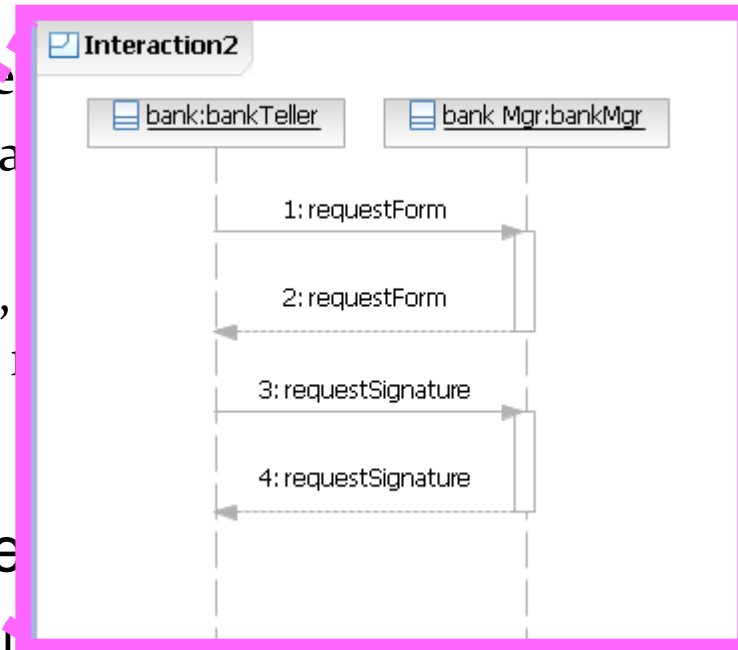 Interaction2
bank:bankTeller
bank Mgr:bankMgr
1: requestForm
2: requestForm
3: requestSignature
4: requestSignature